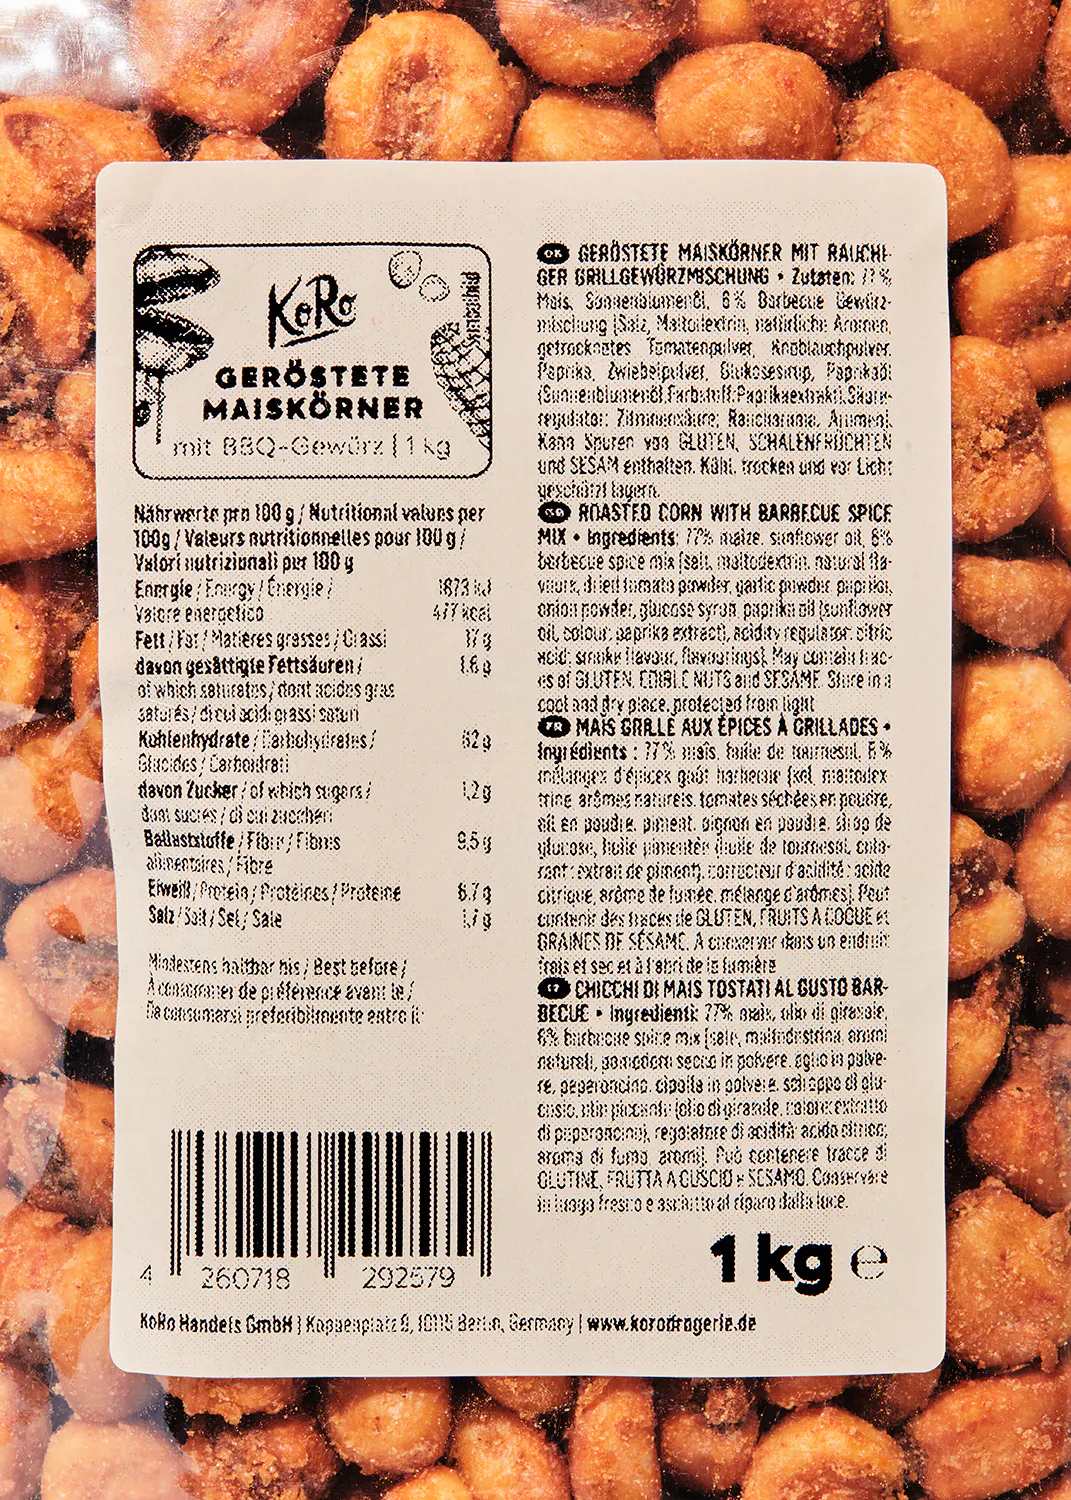 KoRo
Symbolbild
GERÖSTETE
MAISKÖRNER
mit BBQ-Gewürz | 1 kg
Nährwerte pro 100 g / Nutritional values per
100g / Valeurs nutritionnelles pour 100 g /
Valori nutrizionali per 100 g
Energie / Energy / Énergie /
Valore energetico
1873 kJ
477 kcal
Fett / Fat / Matières grasses / Grassi
17 g
davon gesättigte Fettsäuren /
1,6 g
of which saturates / dont acides gras
saturés / di cui acidi grassi saturi
Kohlenhydrate / Carbohydrates /
62 g
Glucides / Carboidrati
davon Zucker / of which sugars /
1,2 g
dont sucres / di cui zuccheri
Ballaststoffe / Fibre / Fibres
9,5 g
alimentaires / Fibre
Eiweiß / Protein / Protéines / Proteine
6,7 g
Salz / Salt / Sel / Sale
1,7 g
Mindestens haltbar bis / Best before /
À consommer de préférence avant le /
Da consumarsi preferibilmente entro il:
4 260718 292579
GERÖSTETE MAISKÖRNER MIT RAUCHI-
GER GRILLGEWÜRZMISCHUNG • Zutaten: 77 %
Mais, Sonnenblumenöl, 6 % Barbecue Gewürz-
mischung [Salz, Maltodextrin, natürliche Aromen,
getrocknetes Tomatenpulver, Knoblauchpulver,
Paprika, Zwiebelpulver, Glukosesirup, Paprikaöl
(Sonnenblumenöl, Farbstoff: Paprikaextrakt), Säure-
regulator: Zitronensäure; Raucharoma, Aromen].
Kann Spuren von GLUTEN, SCHALENFRÜCHTEN
und SESAM enthalten. Kühl, trocken und vor Licht
geschützt lagern.
ROASTED CORN WITH BARBECUE SPICE
MIX • Ingredients: 77% maize, sunflower oil, 6%
barbecue spice mix [salt, maltodextrin, natural fla-
vours, dried tomato powder, garlic powder, paprika,
onion powder, glucose syrup, paprika oil (sunflower
oil, colour: paprika extract), acidity regulator: citric
acid; smoke flavour, flavourings]. May contain trac-
es of GLUTEN, EDIBLE NUTS and SESAME. Store in a
cool and dry place, protected from light
FR MAIS GRILLÉ AUX ÉPICES À GRILLADES •
Ingrédients : 77 % maïs, huile de tournesol, 6 %
mélanges d'épices goût barbecue [sel, maltodex
trine, arômes naturels, tomates séchées en poudre,
ail en poudre, piment, oignon en poudre, sirop de
glucose, huile pimentée (huile de tournesol, colo-
rant : extrait de piment), correcteur d'acidité : acide
citrique, arôme de fumée, mélange d'arômes]. Peut
contenir des traces de GLUTEN, FRUITS A COQUE et
GRAINES DE SÉSAME. A conserver dans un endroit
frais et sec et à l'abri de la lumière
IT CHICCHI DI MAIS TOSTATI AL GUSTO BAR-
BECUE • Ingredienti: 77% mais, olio di girasole,
6% barbecue spice mix [sale, maltodestrina, aromi
naturali, pomodoro secco in polvere, aglio in polve-
re, peperoncino, cipolla in polvere, sciroppo di glu-
cosio, olio piccante (olio di girasole, colore: estratto
di peperoncino), regolatore di acidità: acido citrico;
aroma di fumo, aromi]. Può contenere tracce di
GLUTINE, FRUTTA A GUSCIO e SESAMO. Conservare
in luogo fresco e asciutto al riparo dalla luce.
1 kg ℮
KoRo Handels GmbH | Koppenplatz 9, 10115 Berlin, Germany | www.korodrogerie.de